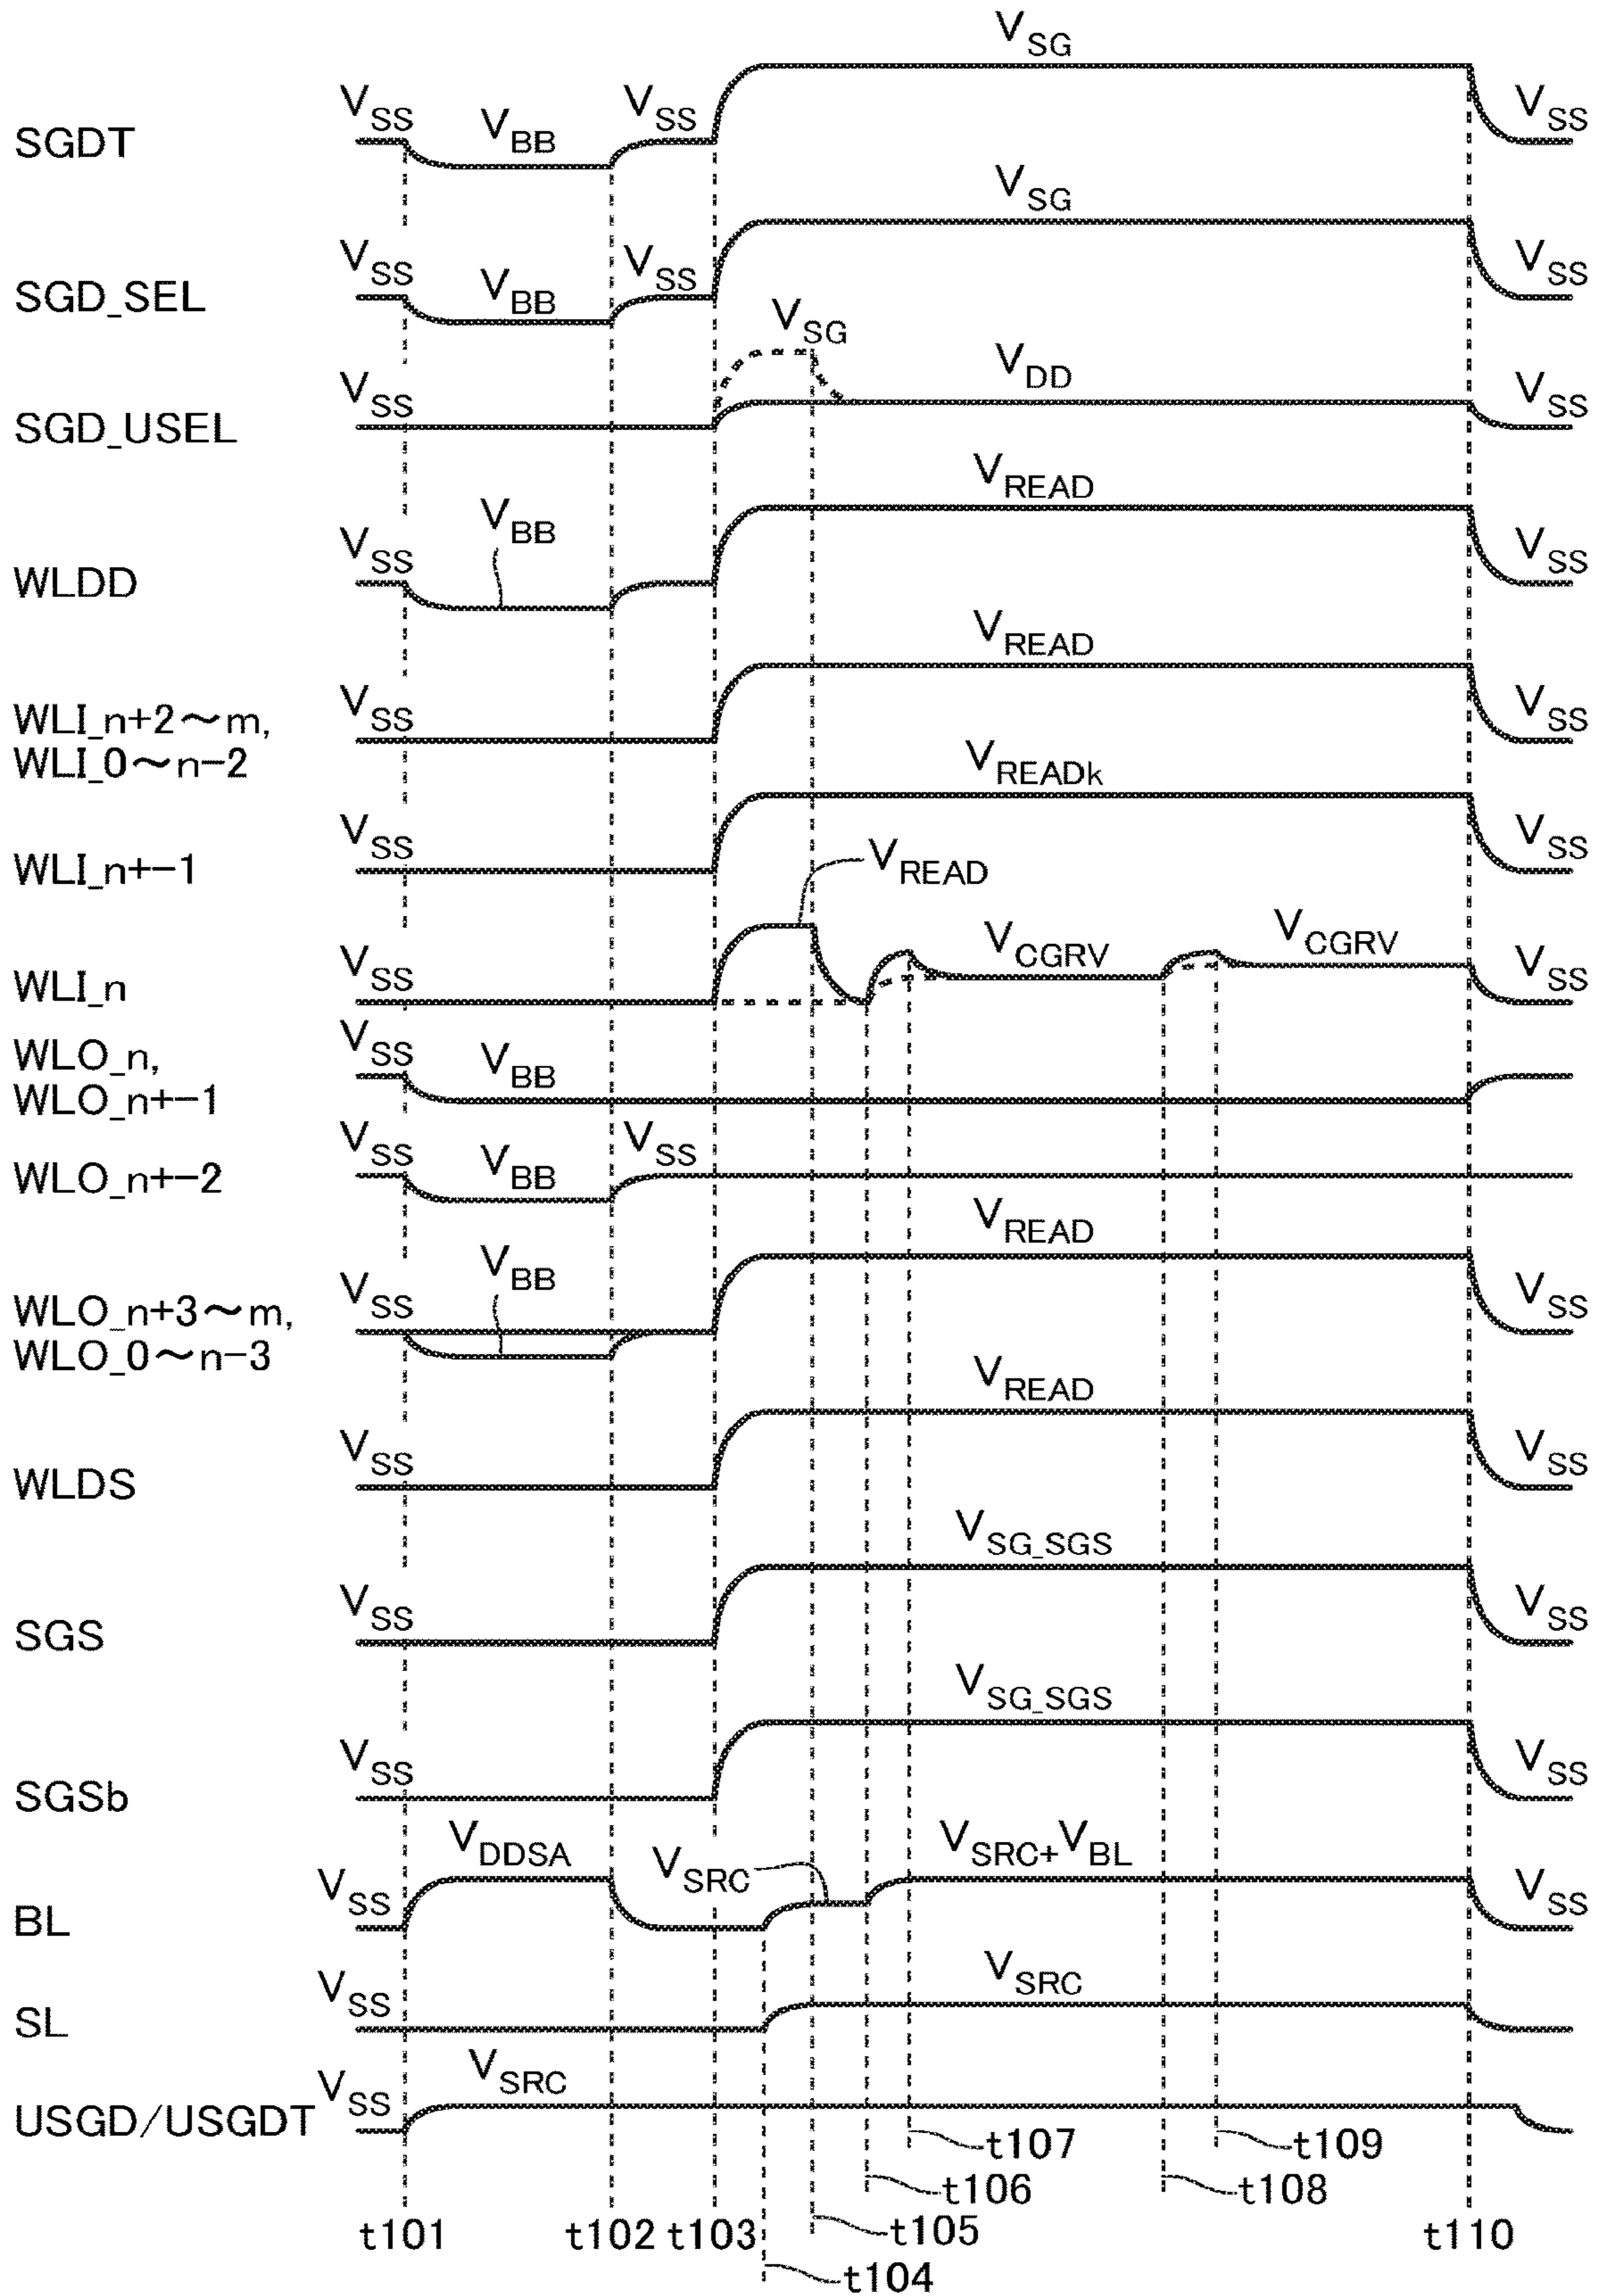 V_SG
SGDT V_SS V_BB V_SS V_SS
V_SG
SGD_SEL V_SS V_BB V_SS V_SS
V_SG
SGD_USEL V_SS V_DD V_SS
V_READ
WLDD V_SS V_BB V_SS
V_READ
WLI_n+2～m,
WLI_0～n-2 V_SS V_SS
V_READk
WLI_n+-1 V_SS V_SS
V_READ
WLI_n V_SS V_CGRV V_CGRV V_SS
WLO_n,
WLO_n+-1 V_SS V_BB
WLO_n+-2 V_SS V_BB V_SS
V_READ
WLO_n+3～m,
WLO_0～n-3 V_SS V_BB V_SS
V_READ
WLDS V_SS V_SS
V_SG_SGS
SGS V_SS V_SS
V_SG_SGS
SGSb V_SS V_SS
BL V_SS V_DDSA V_SRC V_SRC+V_BL V_SS
SL V_SS V_SRC
USGD/USGDT V_SS V_SRC
t107 t109
t106 t108
t101 t102 t103 t105 t110
t104